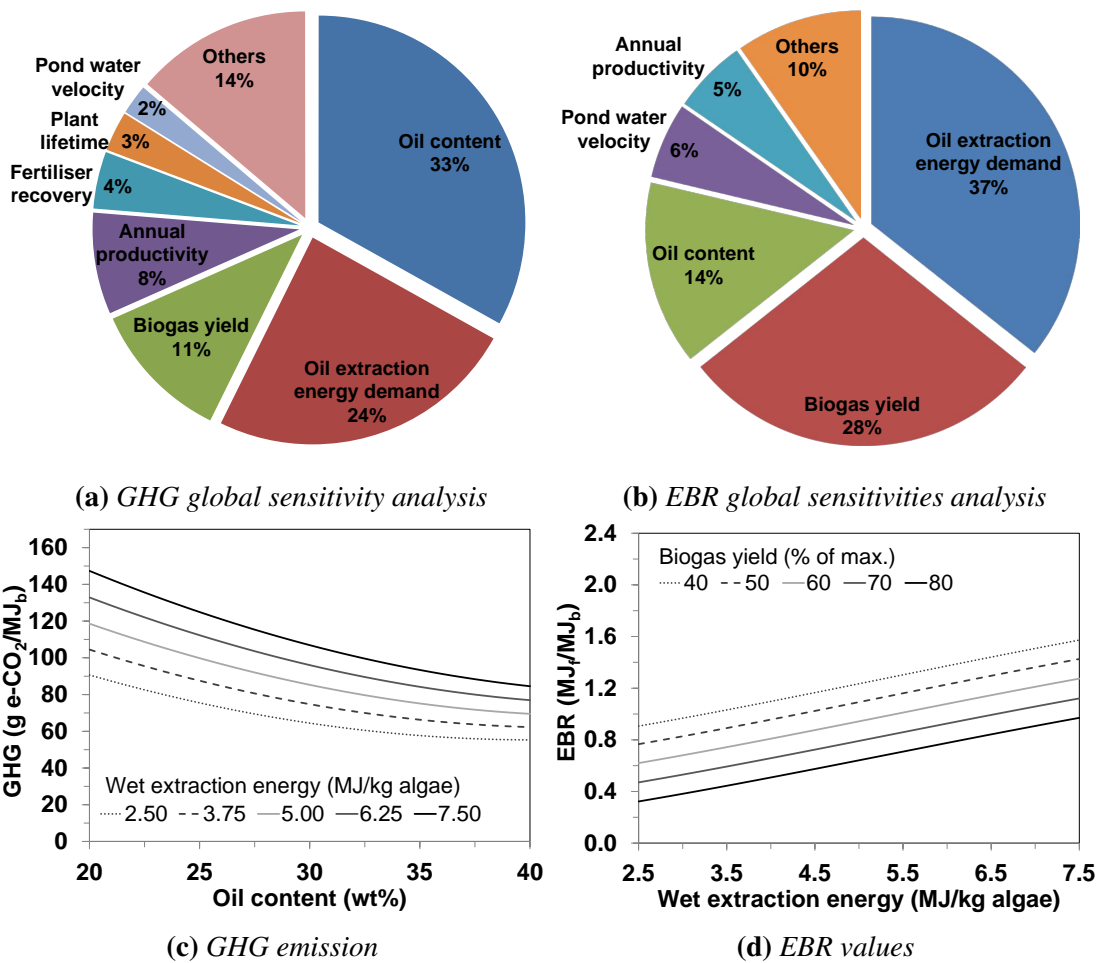 Others
14%
Pond water
velocity
2%
Plant
lifetime
3%
Fertiliser
recovery
4%
Annual
productivity
8%
Biogas yield
11%
Oil content
33%
Oil extraction
energy demand
24%
(a) GHG global sensitivity analysis
Others
10%
Annual
productivity
5%
Pond water
velocity
6%
Oil content
14%
Oil extraction
energy demand
37%
Biogas yield
28%
(b) EBR global sensitivities analysis
GHG (g e-CO₂/MJ_b)
160
140
120
100
80
60
40
20
0
Wet extraction energy (MJ/kg algae)
2.50 3.75 5.00 6.25 7.50
20 25 30 35 40
Oil content (wt%)
(c) GHG emission
EBR (MJ_f/MJ_b)
2.4
2.0
1.6
1.2
0.8
0.4
0.0
Biogas yield (% of max.)
40 50 60 70 80
2.5 3.5 4.5 5.5 6.5 7.5
Wet extraction energy (MJ/kg algae)
(d) EBR values